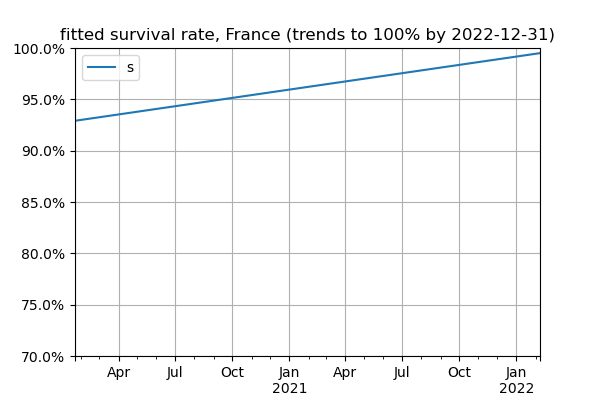 fitted survival rate, France (trends to 100% by 2022-12-31)
100.0%
s
95.0%
90.0%
85.0%
80.0%
75.0%
70.0%
Apr Jul Oct Jan Apr Jul Oct Jan
2021 2022